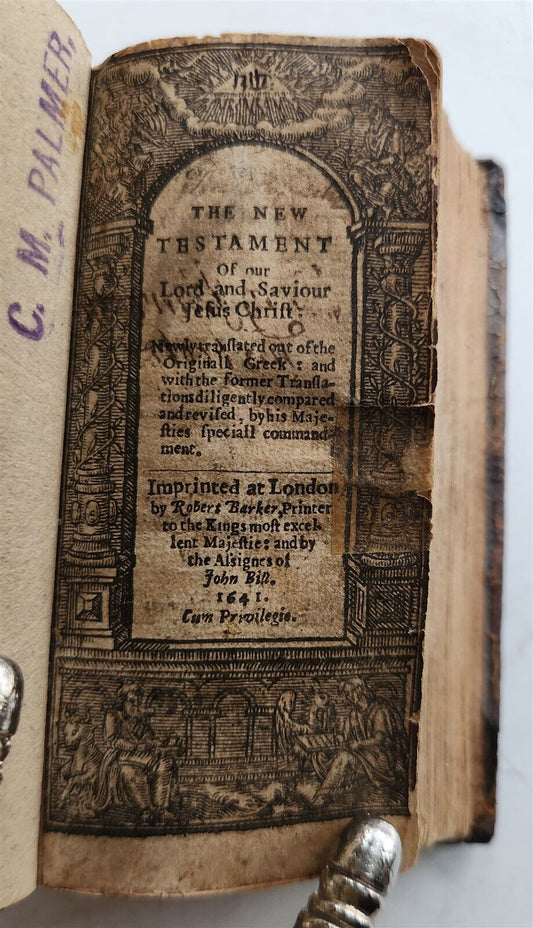 C. M. PALMER,
THE NEW
TESTAMENT
Of our
Lord and Saviour
Jesus Christ:
Newly translated out of the
Originall Greek: and
with the former Transla-
tions diligently compared
and revised, by his Maje-
sties speciall command-
ment.
Imprinted at London
by Robert Barker, Printer
to the Kings most excel-
lent Majestie: and by
the Assignes of
John Bill.
1641.
Cum Privilegio.